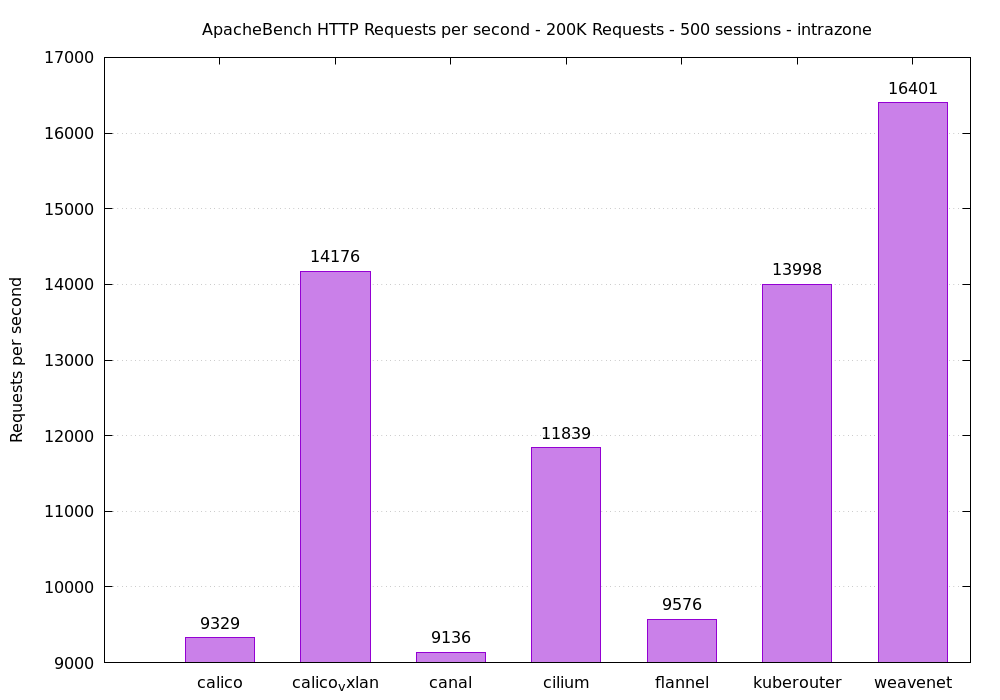 ApacheBench HTTP Requests per second - 200K Requests - 500 sessions - intrazone
Requests per second
17000
16000
15000
14000
13000
12000
11000
10000
9000
9329
14176
9136
11839
9576
13998
16401
calico
calicovxlan
canal
cilium
flannel
kuberouter
weavenet